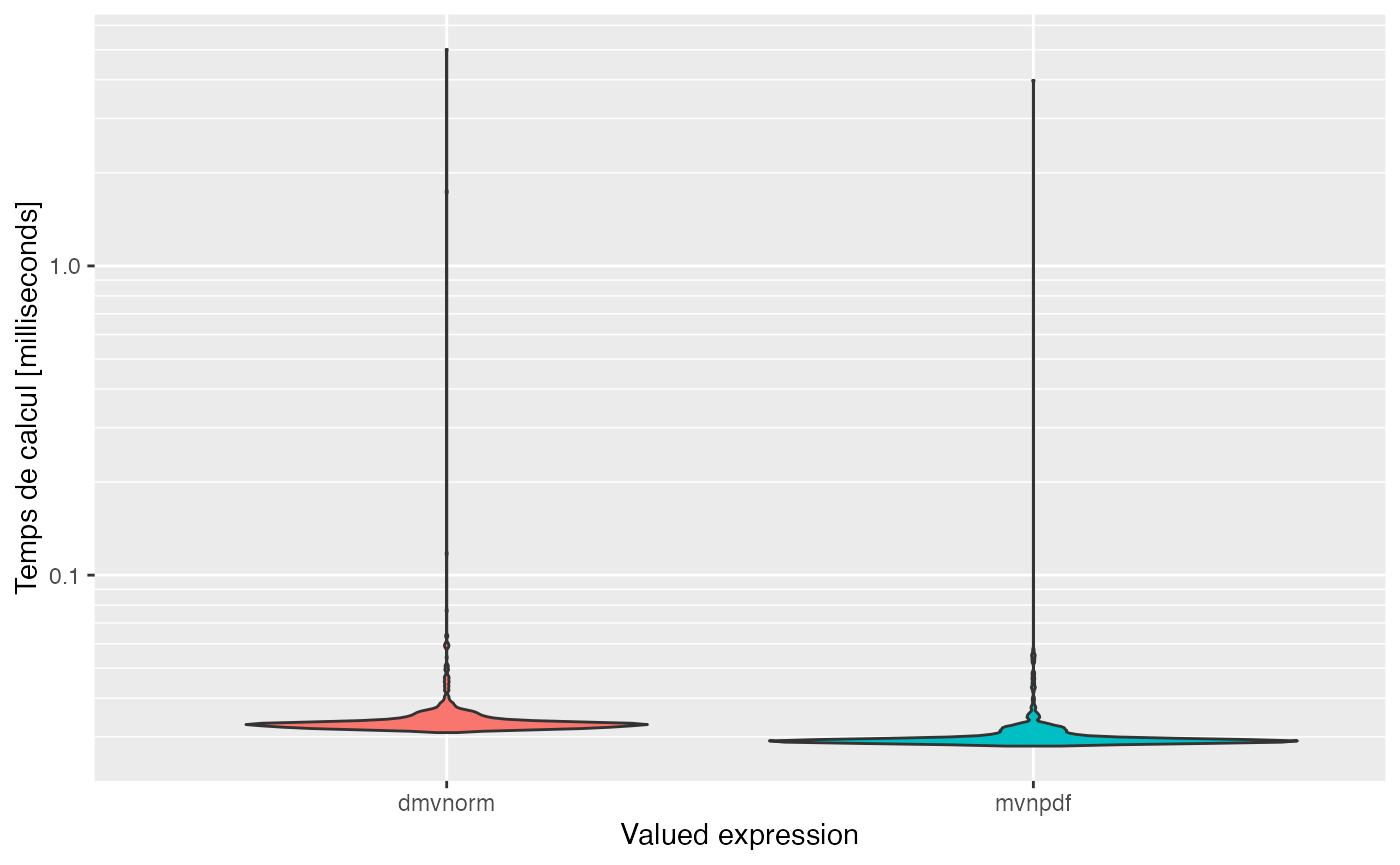 Temps de calcul [milliseconds]
1.0
0.1
dmvnorm
mvnpdf
Valued expression